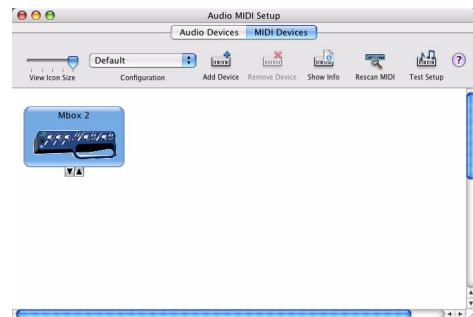 Audio MIDI Setup
Audio Devices MIDI Devices
Default
View Icon Size Configuration Add Device Remove Device Show Info Rescan MIDI Test Setup ?
Mbox 2